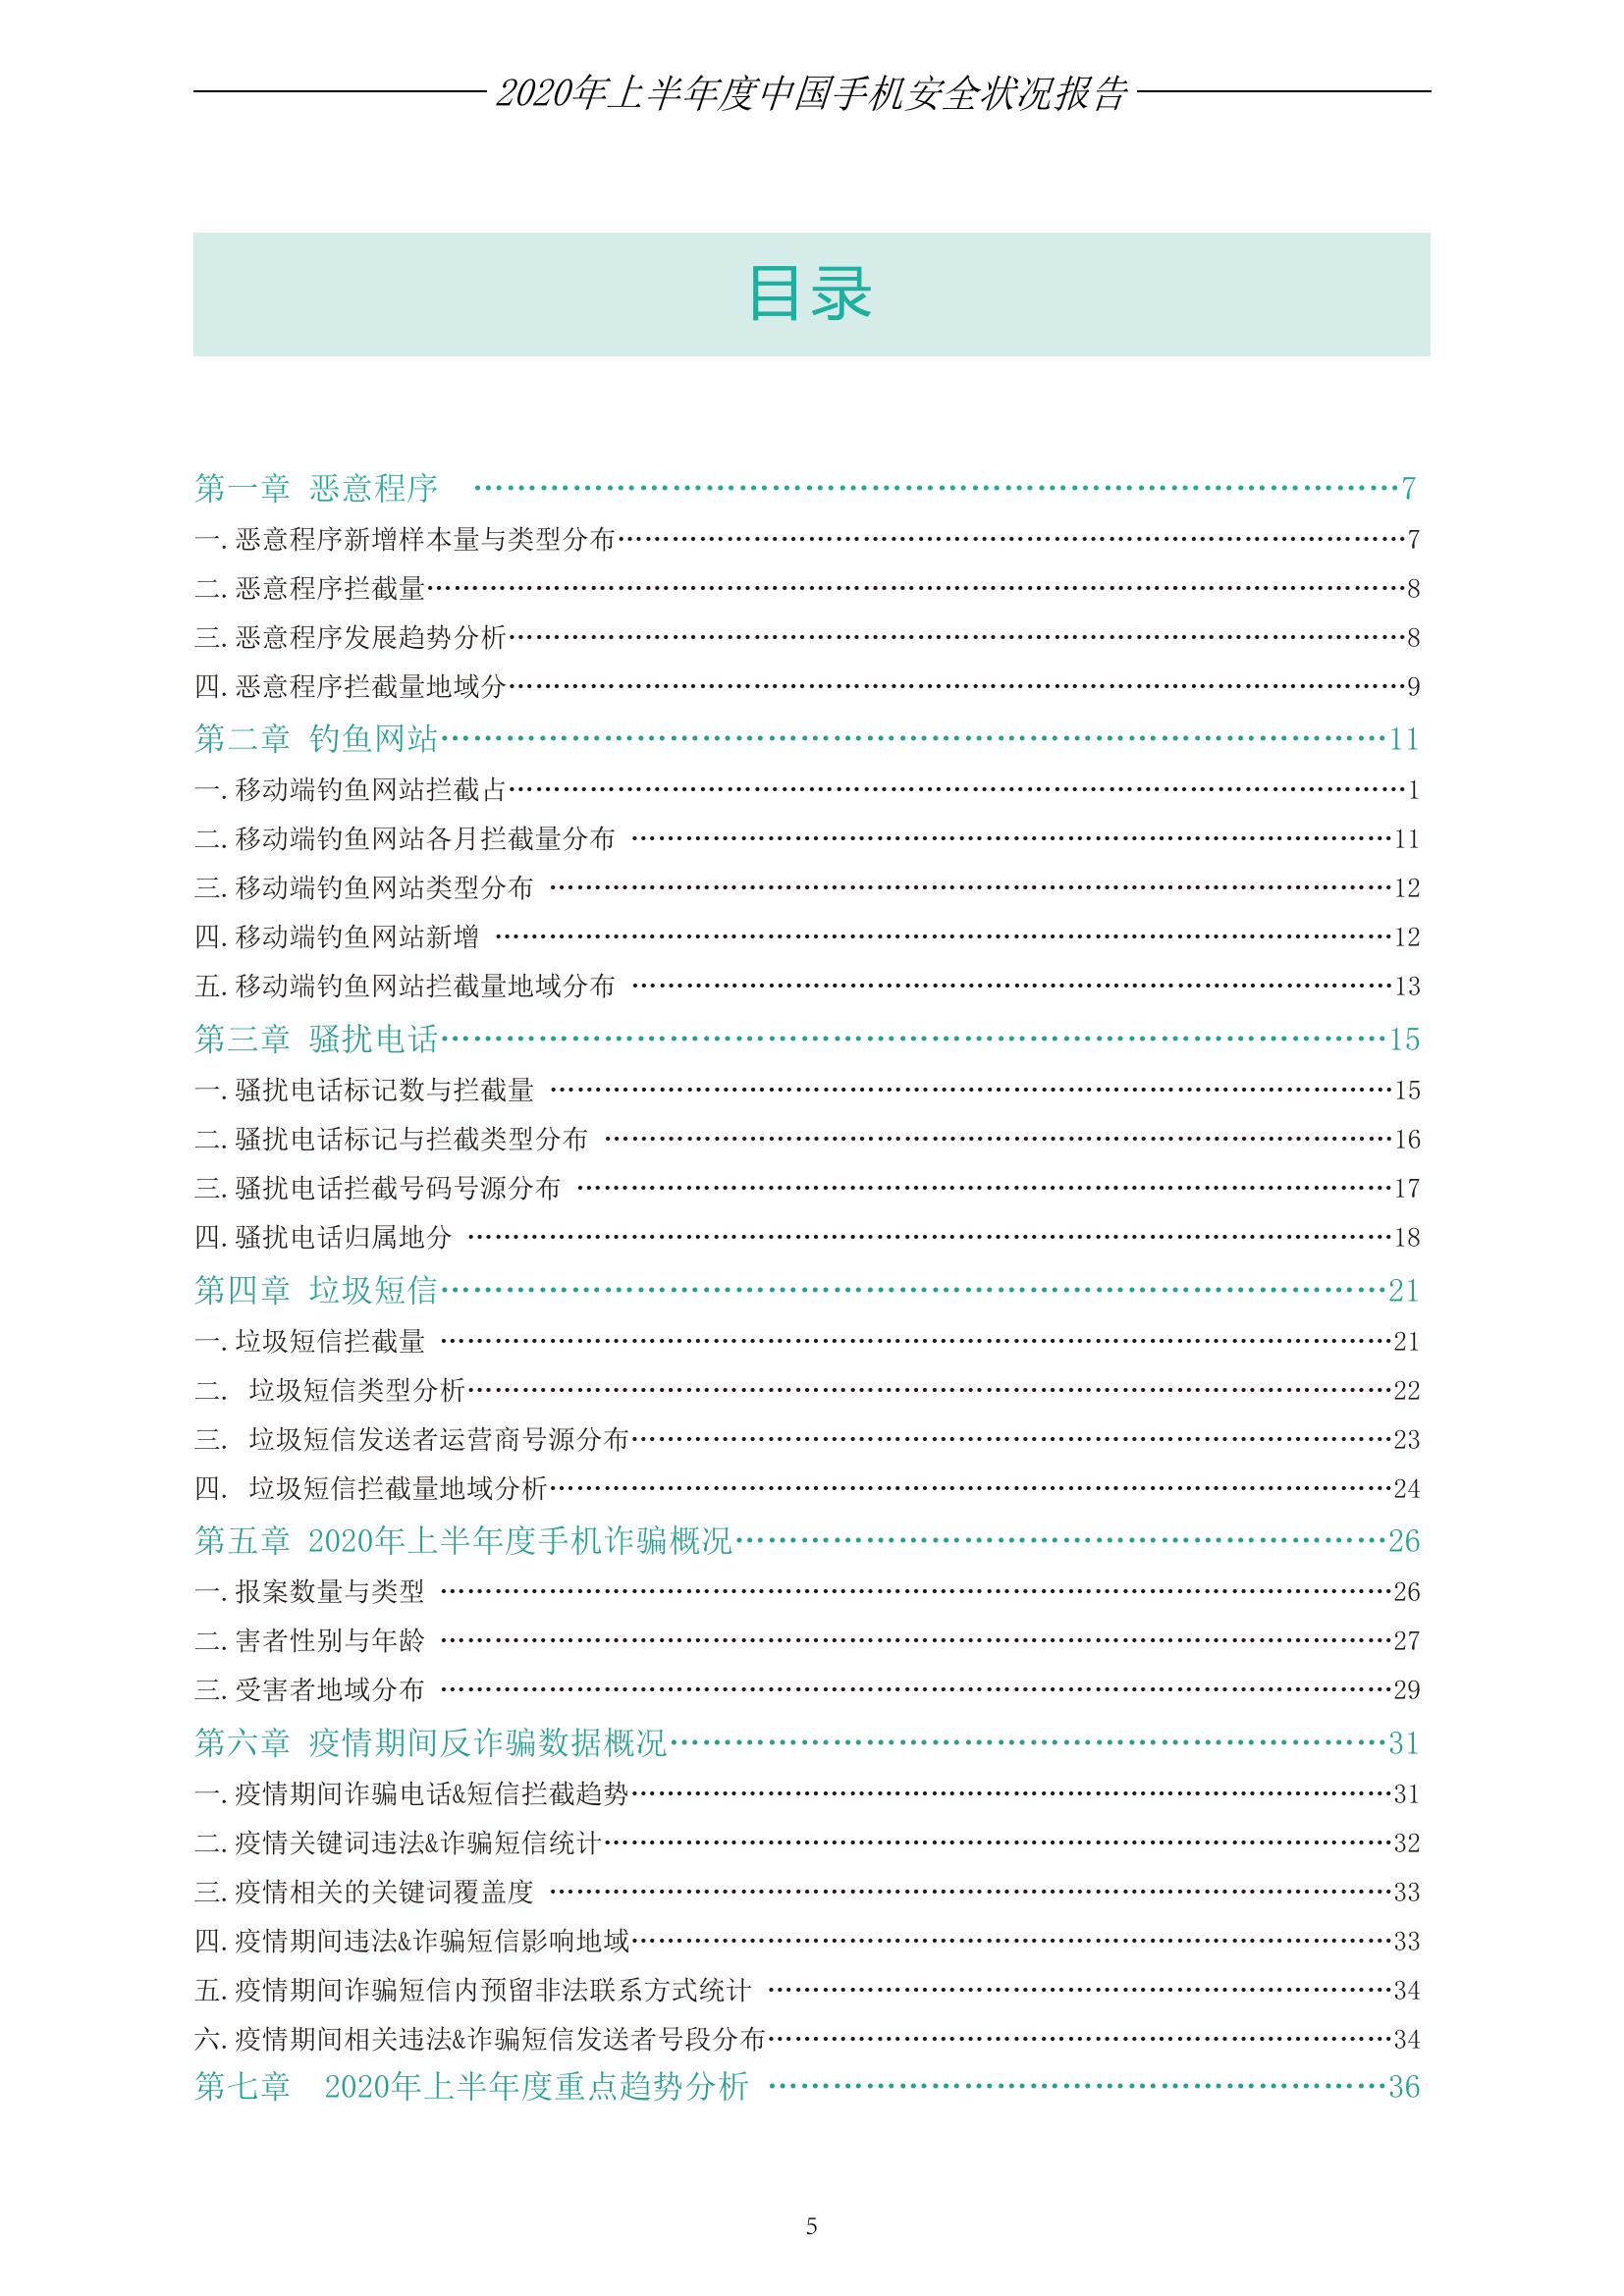 2020年上半年度中国手机安全状况报告
目录
第一章 恶意程序 ……………………………………………………7
一.恶意程序新增样本量与类型分布……………………………………………………7
二.恶意程序拦截量……………………………………………………8
三.恶意程序发展趋势分析……………………………………………………8
四.恶意程序拦截量地域分……………………………………………………9
第二章 钓鱼网站……………………………………………………11
一.移动端钓鱼网站拦截占……………………………………………………1
二.移动端钓鱼网站各月拦截量分布 ……………………………………………………11
三.移动端钓鱼网站类型分布 ……………………………………………………12
四.移动端钓鱼网站新增 ……………………………………………………12
五.移动端钓鱼网站拦截量地域分布 ……………………………………………………13
第三章 骚扰电话……………………………………………………15
一.骚扰电话标记数与拦截量 ……………………………………………………15
二.骚扰电话标记与拦截类型分布 ……………………………………………………16
三.骚扰电话拦截号码号源分布 ……………………………………………………17
四.骚扰电话归属地分 ……………………………………………………18
第四章 垃圾短信……………………………………………………21
一.垃圾短信拦截量 ……………………………………………………21
二. 垃圾短信类型分析……………………………………………………22
三. 垃圾短信发送者运营商号源分布……………………………………………………23
四. 垃圾短信拦截量地域分析……………………………………………………24
第五章 2020年上半年度手机诈骗概况……………………………………………………26
一.报案数量与类型 ……………………………………………………26
二.害者性别与年龄 ……………………………………………………27
三.受害者地域分布 ……………………………………………………29
第六章 疫情期间反诈骗数据概况……………………………………………………31
一.疫情期间诈骗电话&短信拦截趋势……………………………………………………31
二.疫情关键词违法&诈骗短信统计……………………………………………………32
三.疫情相关的关键词覆盖度 ……………………………………………………33
四.疫情期间违法&诈骗短信影响地域……………………………………………………33
五.疫情期间诈骗短信内预留非法联系方式统计 ……………………………………………………34
六.疫情期间相关违法&诈骗短信发送者号段分布……………………………………………………34
第七章 2020年上半年度重点趋势分析 ……………………………………………………36
5